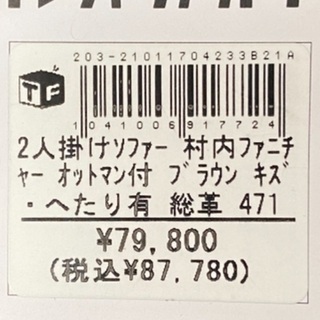 203-21011704233B21A
TF
1041006917724
2人掛けソファー 村内ファニチ
ャー オットマン付 ブラウン キズ
・へたり有 総革 471
¥79,800
(税込¥87,780)